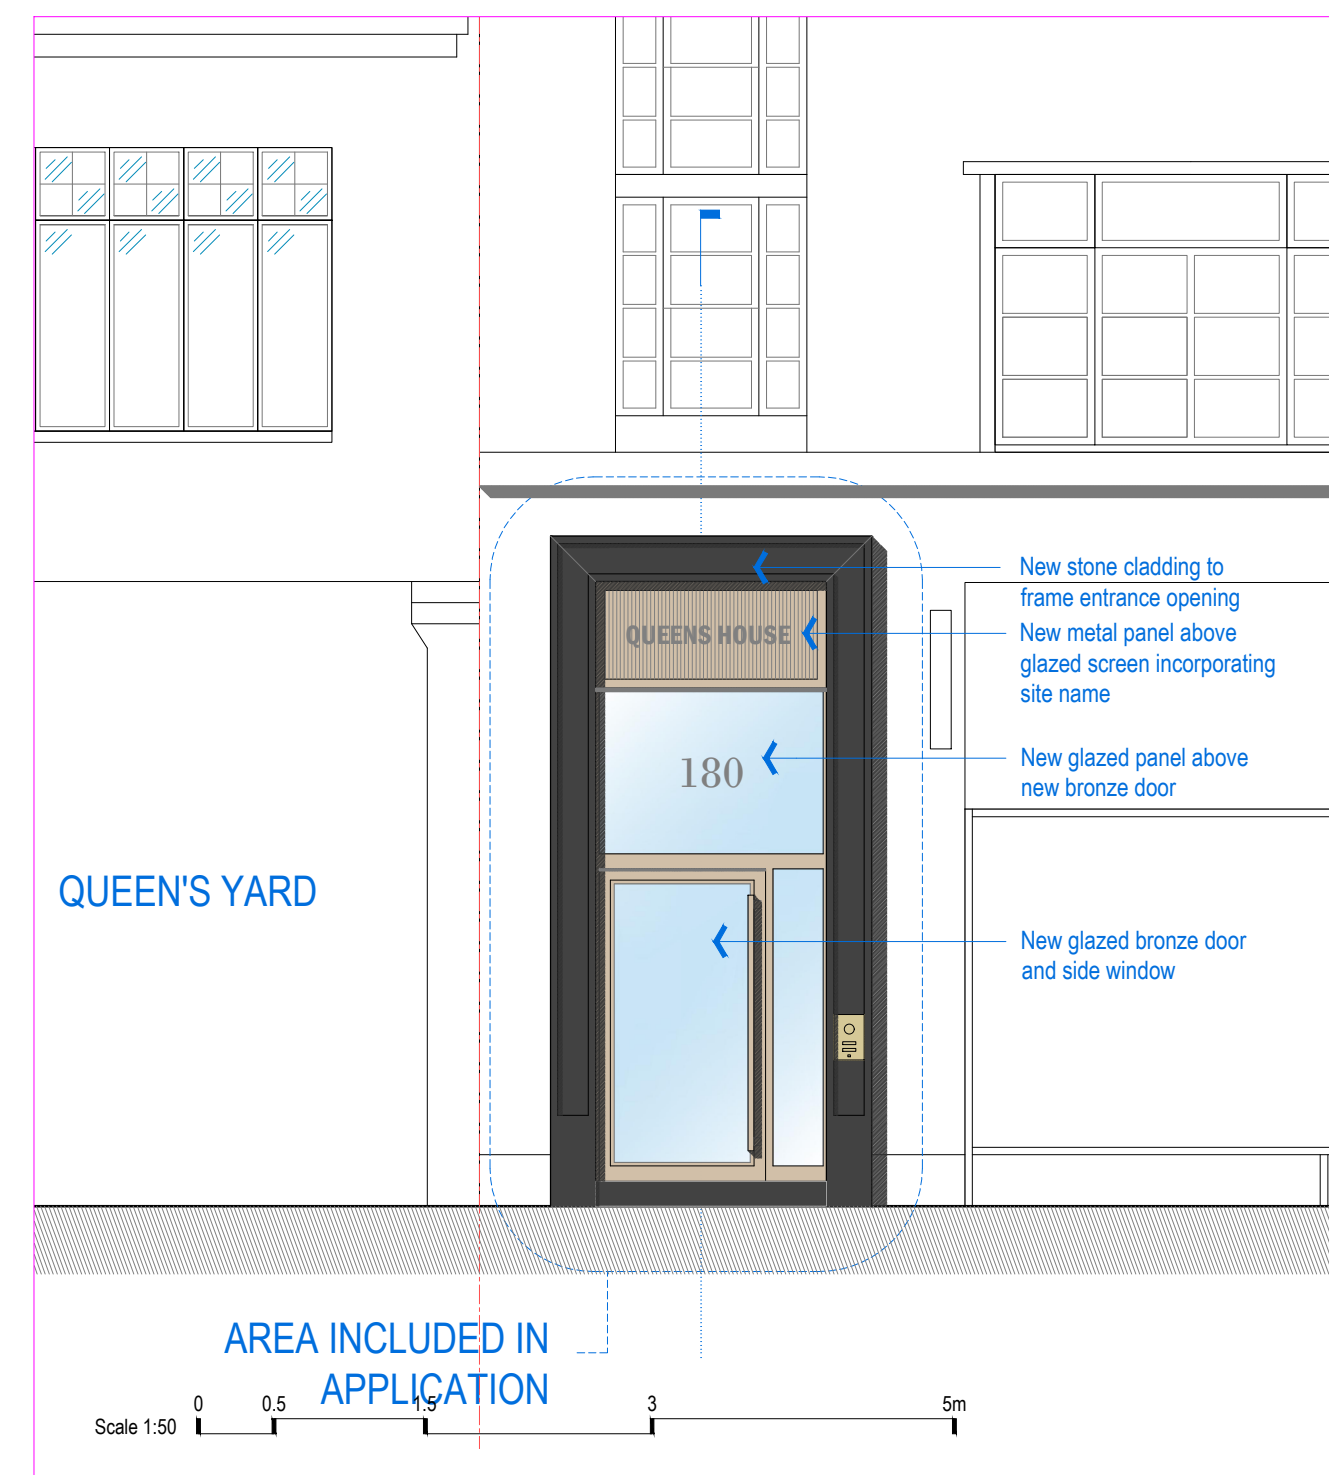 New stone cladding to
frame entrance opening
QUEENS HOUSE
New metal panel above
glazed screen incorporating
site name
180
New glazed panel above
new bronze door
QUEEN'S YARD
New glazed bronze door
and side window
AREA INCLUDED IN
APPLICATION
0 0.5 1.5 3 5m
Scale 1:50